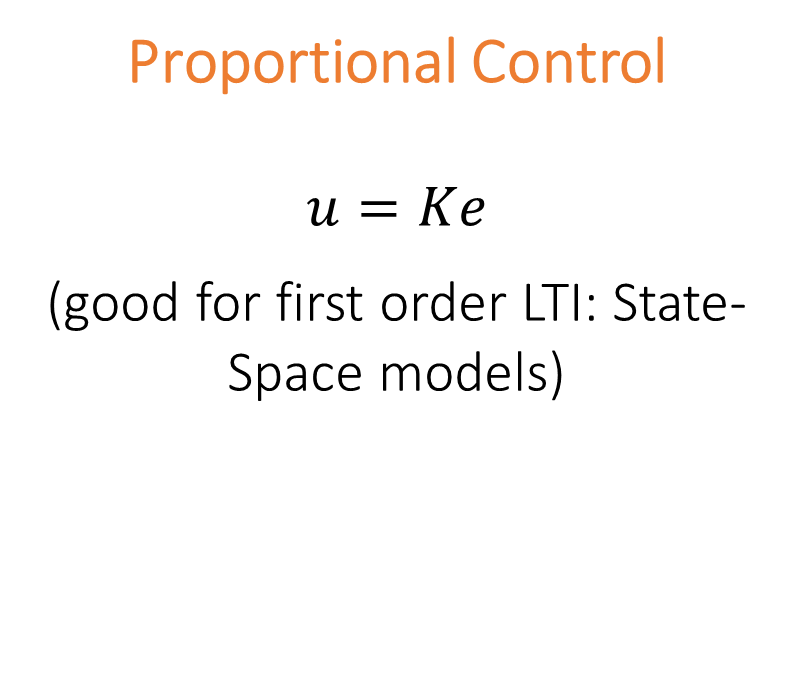 Proportional Control
𝑢 = 𝐾𝑒
(good for first order LTI: State-
Space models)